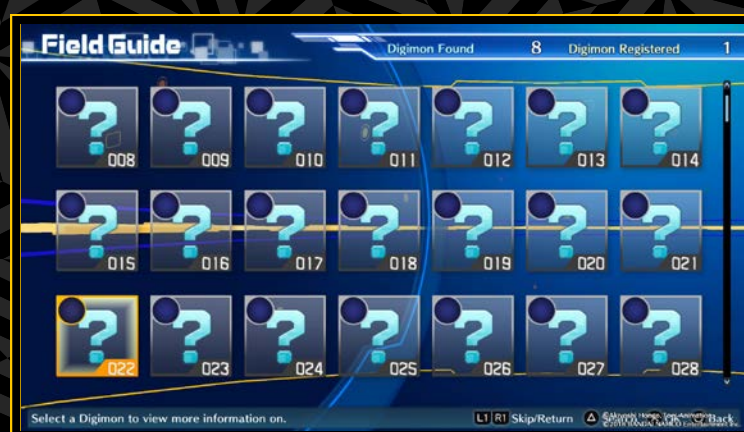 Field Guide
Digimon Found 8 Digimon Registered 1
? 008 ? 009 ? 010 ? 011 ? 012 ? 013 ? 014
? 015 ? 016 ? 017 ? 018 ? 019 ? 020 ? 021
? 022 ? 023 ? 024 ? 025 ? 026 ? 027 ? 028
Select a Digimon to view more information on. L1 R1 Skip/Return Back